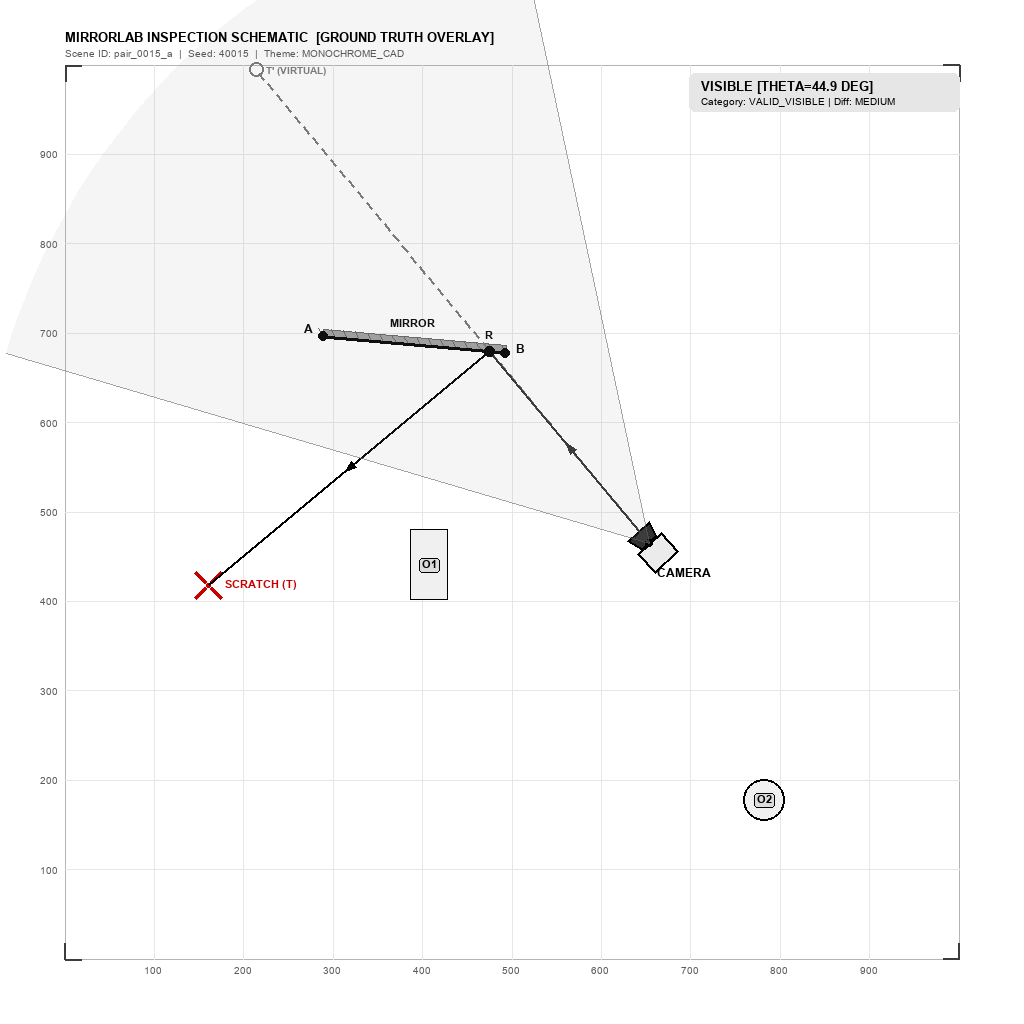 MIRRORLAB INSPECTION SCHEMATIC [GROUND TRUTH OVERLAY]
Scene ID: pair_0015_a | Seed: 40015 | Theme: MONOCHROME_CAD
T' (VIRTUAL)
VISIBLE [THETA=44.9 DEG]
Category: VALID_VISIBLE | Diff: MEDIUM
900
800
700
600
500
400
300
200
100
A
MIRROR
R
B
O1
CAMERA
SCRATCH (T)
O2
100
200
300
400
500
600
700
800
900